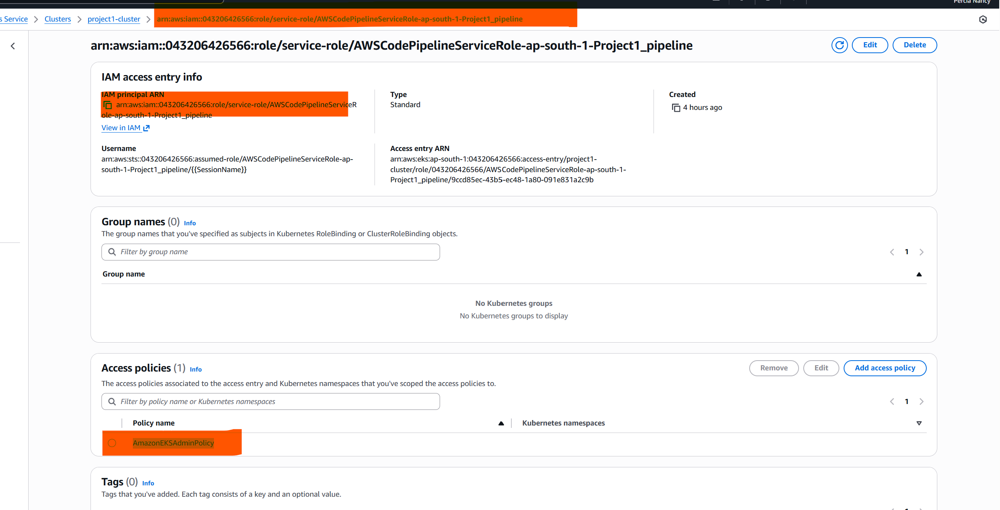 Percia Nancy
s Service
Clusters
project1-cluster
arn:aws:iam::043206426566:role/service-role/AWSCodePipelineServiceRole-ap-south-1-Project1_pipeline
arn:aws:iam::043206426566:role/service-role/AWSCodePipelineServiceRole-ap-south-1-Project1_pipeline
Edit
Delete
IAM access entry info
IAM principal ARN
arn:aws:iam::043206426566:role/service-role/AWSCodePipelineServiceR
ole-ap-south-1-Project1_pipeline
View in IAM
Type
Standard
Created
4 hours ago
Username
arn:aws:sts::043206426566:assumed-role/AWSCodePipelineServiceRole-ap-
south-1-Project1_pipeline/{{SessionName}}
Access entry ARN
arn:aws:eks:ap-south-1:043206426566:access-entry/project1-
cluster/role/043206426566/AWSCodePipelineServiceRole-ap-south-1-
Project1_pipeline/9ccd85ec-43b5-ec48-1a80-091e831a2c9b
Group names (0) Info
The group names that you've specified as subjects in Kubernetes RoleBinding or ClusterRoleBinding objects.
Filter by group name
1
Group name
No Kubernetes groups
No Kubernetes groups to display
Access policies (1) Info
Remove
Edit
Add access policy
The access policies associated to the access entry and Kubernetes namespaces that you've scoped the access policies to.
Filter by policy name or Kubernetes namespaces
1
Policy name
Kubernetes namespaces
AmazonEKSAdminPolicy
Tags (0) Info
Tags that you've added. Each tag consists of a key and an optional value.